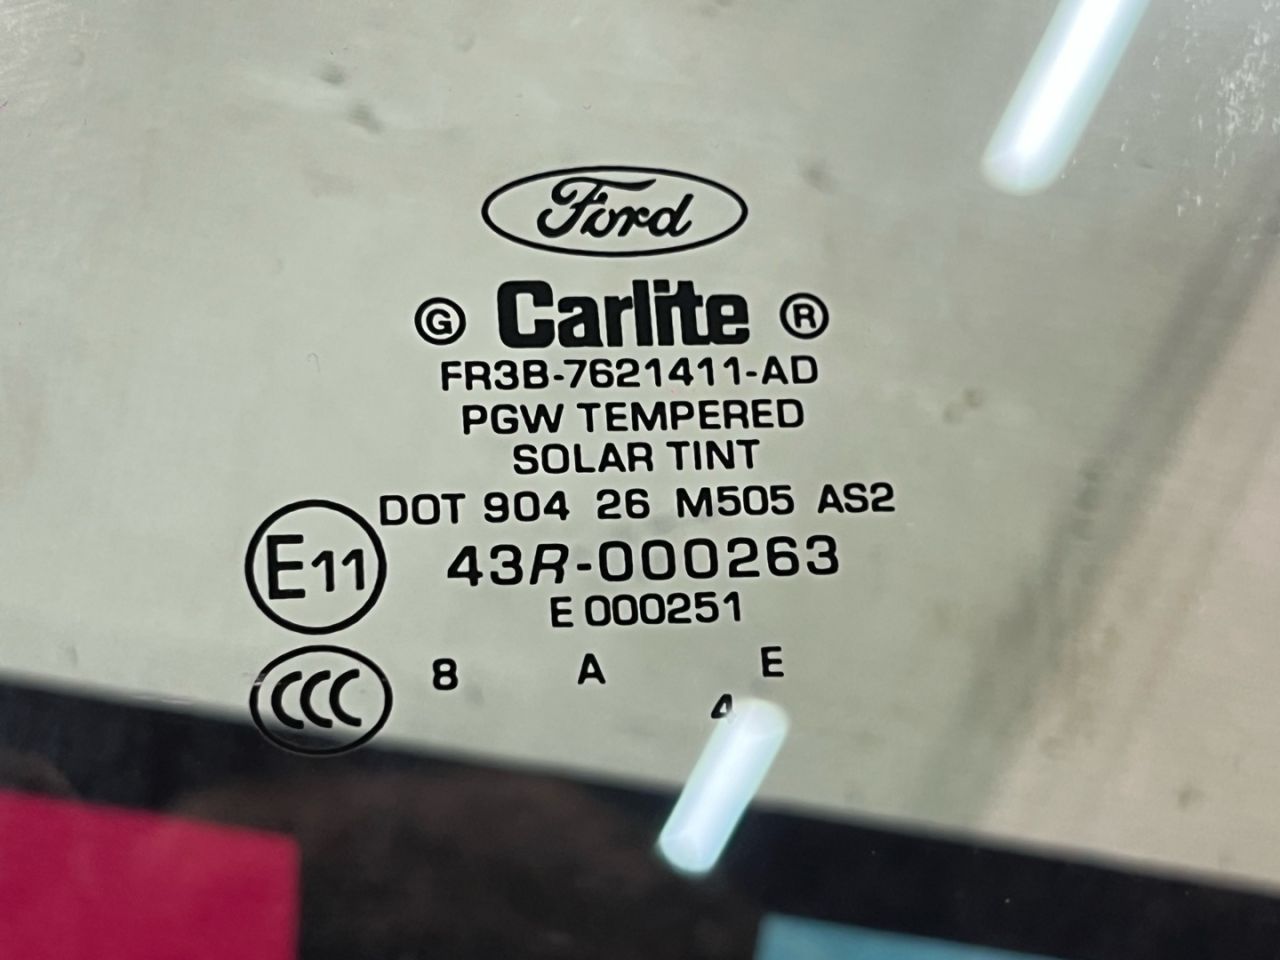 Ford
G Carlite ®
FR3B-7621411-AD
PGW TEMPERED
SOLAR TINT
DOT 904 26 M505 AS2
E11 43R-000263
E 000251
CCC 8 A E
4